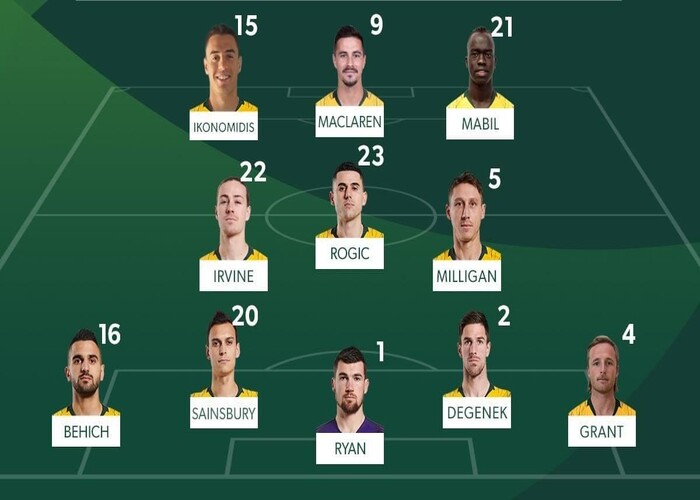 15
9
21
IKONOMIDIS
MACLAREN
MABIL
22
23
5
IRVINE
ROGIC
MILLIGAN
16
20
1
2
4
BEHICH
SAINSBURY
RYAN
DEGENEK
GRANT